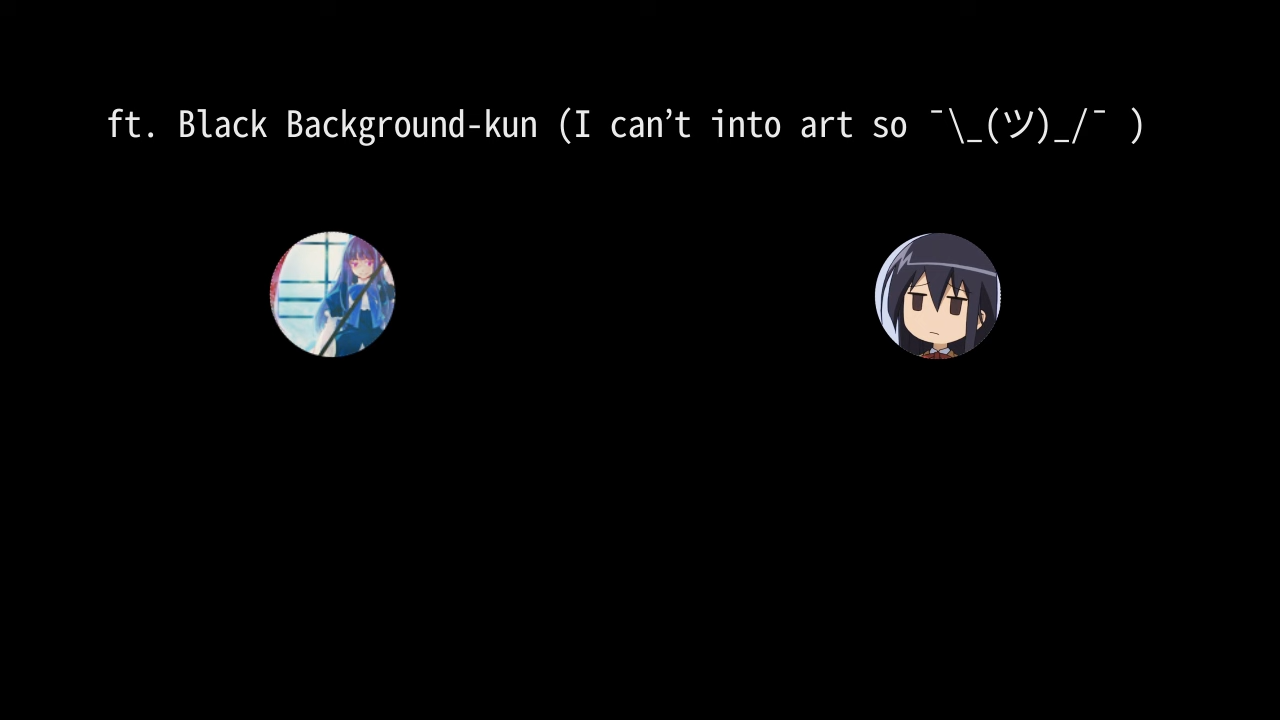 ft. Black Background-kun (I can’t into art so ¯\_(ツ)_/¯ )